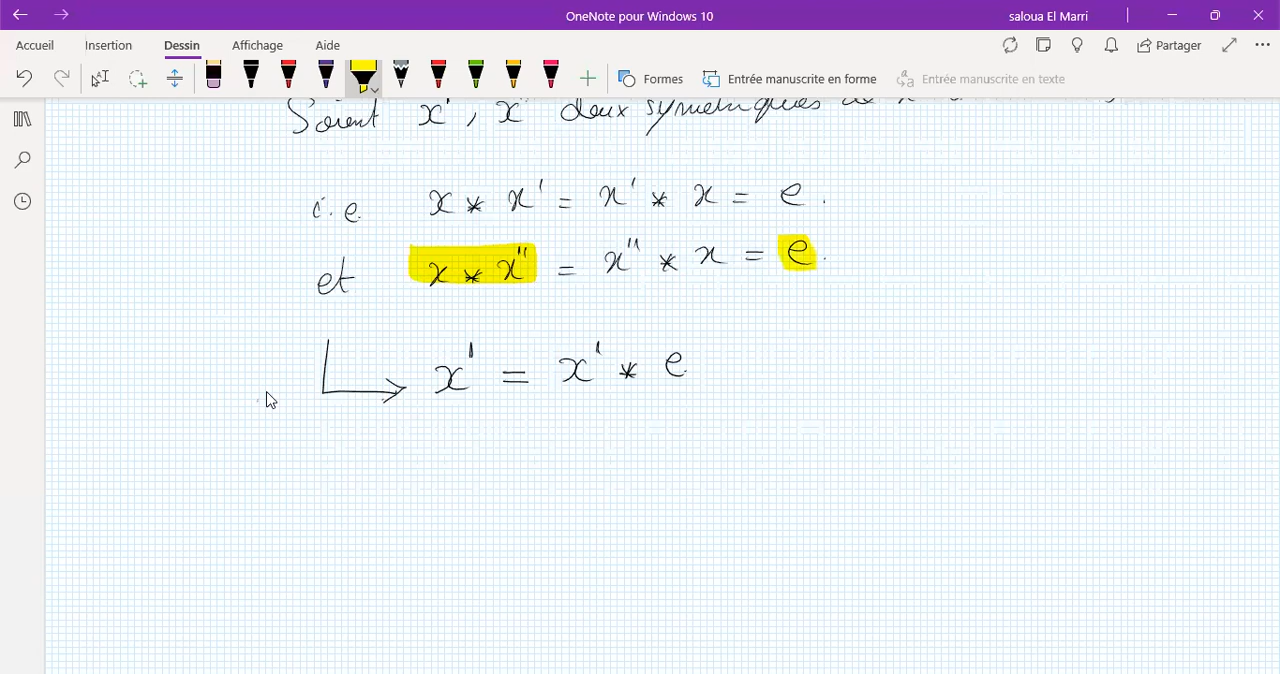 OneNote pour Windows 10
saloua El Marri
Accueil Insertion Dessin Affichage Aide
Partager
Formes Entrée manuscrite en forme Entrée manuscrite en texte
Soient x', x'' deux symétriques de x
i.e. x * x' = x' * x = e.
et x * x'' = x'' * x = e.
x' = x' * e